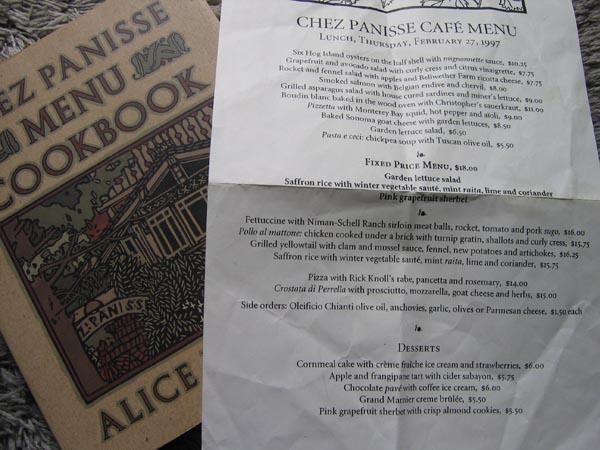 CHEZ PANISSE
MENU
COOKBOOK
Z: PANIS'S
ALICE
CHEZ PANISSE CAFÉ MENU
LUNCH, THURSDAY, FEBRUARY 27, 1997
Six Hog Island oysters on the half shell with mignonnette sauce, $10.25
Grapefruit and avocado salad with curly cress and citrus vinaigrette, $7.75
Rocket and fennel salad with apples and Bellwether Farm ricotta cheese, $7.75
Smoked salmon with Belgian endive and chervil, $8.00
Grilled asparagus salad with house cured sardines and miner's lettuce, $9.00
Boudin blanc baked in the wood oven with Christopher's sauerkraut, $11.00
Pizzetta with Monterey Bay squid, hot pepper and aïoli, $9.00
Baked Sonoma goat cheese with garden lettuces, $8.50
Garden lettuce salad, $6.50
Pasta e ceci: chickpea soup with Tuscan olive oil, $5.50
FIXED PRICE MENU, $18.00
Garden lettuce salad
Saffron rice with winter vegetable sauté, mint raita, lime and coriander
Pink grapefruit sherbet
Fettuccine with Niman-Schell Ranch sirloin meat balls, rocket, tomato and pork sugo, $16.00
Pollo al mattone: chicken cooked under a brick with turnip gratin, shallots and curly cress, $15.75
Grilled yellowtail with clam and mussel sauce, fennel, new potatoes and artichokes, $16.25
Saffron rice with winter vegetable sauté, mint raita, lime and coriander, $15.75
Pizza with Rick Knoll's rabe, pancetta and rosemary, $14.00
Crostata di Perrella with prosciutto, mozzarella, goat cheese and herbs, $15.00
Side orders: Oleificio Chianti olive oil, anchovies, garlic, olives or Parmesan cheese, $1.50 each
DESSERTS
Cornmeal cake with crème fraîche ice cream and strawberries, $6.00
Apple and frangipane tart with cider sabayon, $5.75
Chocolate pavé with coffee ice cream, $6.00
Grand Marnier creme brûlée, $5.50
Pink grapefruit sherbet with crisp almond cookies, $5.50